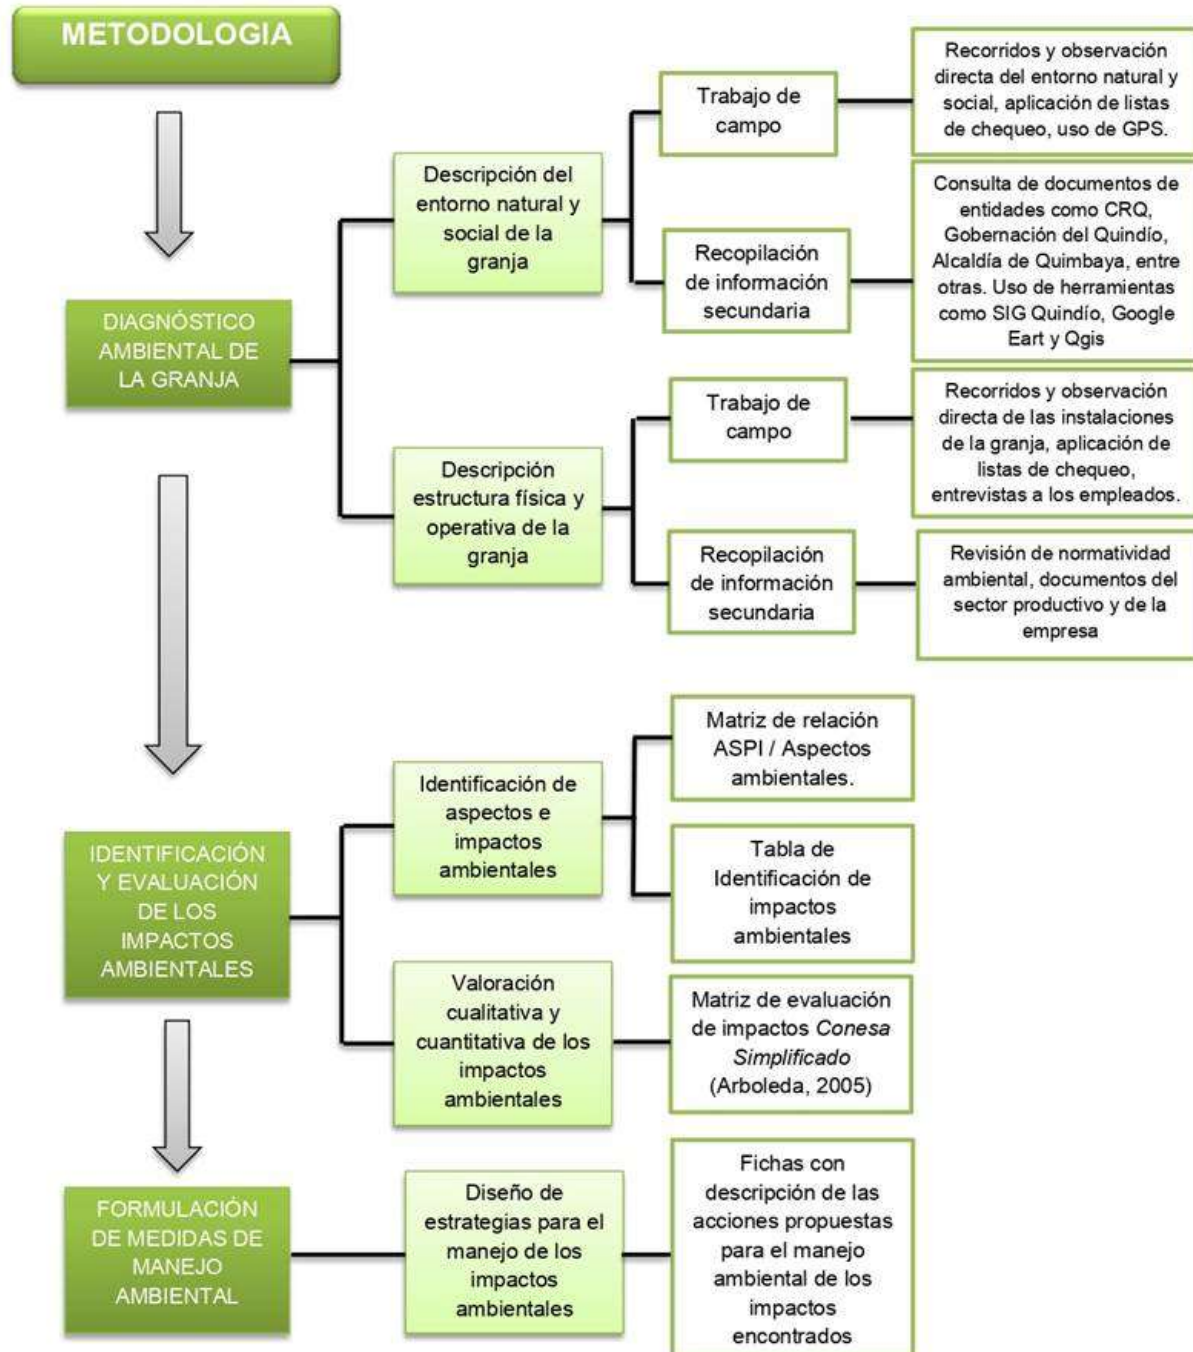 METODOLOGIA
DIAGNÓSTICO
AMBIENTAL DE
LA GRANJA
Descripción del
entorno natural y
social de la
granja
Trabajo de
campo
Recorridos y observación
directa del entorno natural y
social, aplicación de listas
de chequeo, uso de GPS.
Recopilación
de información
secundaria
Consulta de documentos de
entidades como CRQ,
Gobernación del Quindío,
Alcaldía de Quimbaya, entre
otras. Uso de herramientas
como SIG Quindío, Google
Eart y Qgis
Descripción
estructura física y
operativa de la
granja
Trabajo de
campo
Recorridos y observación
directa de las instalaciones
de la granja, aplicación de
listas de chequeo,
entrevistas a los empleados.
Recopilación
de información
secundaria
Revisión de normatividad
ambiental, documentos del
sector productivo y de la
empresa
IDENTIFICACIÓN
Y EVALUACIÓN
DE LOS
IMPACTOS
AMBIENTALES
Identificación de
aspectos e
impactos
ambientales
Matriz de relación
ASPI / Aspectos
ambientales.
Tabla de
Identificación de
impactos
ambientales
Valoración
cualitativa y
cuantitativa de los
impactos
ambientales
Matriz de evaluación
de impactos Conesa
Simplificado
(Arboleda, 2005)
FORMULACIÓN
DE MEDIDAS DE
MANEJO
AMBIENTAL
Diseño de
estrategias para el
manejo de los
impactos
ambientales
Fichas con
descripción de las
acciones propuestas
para el manejo
ambiental de los
impactos
encontrados